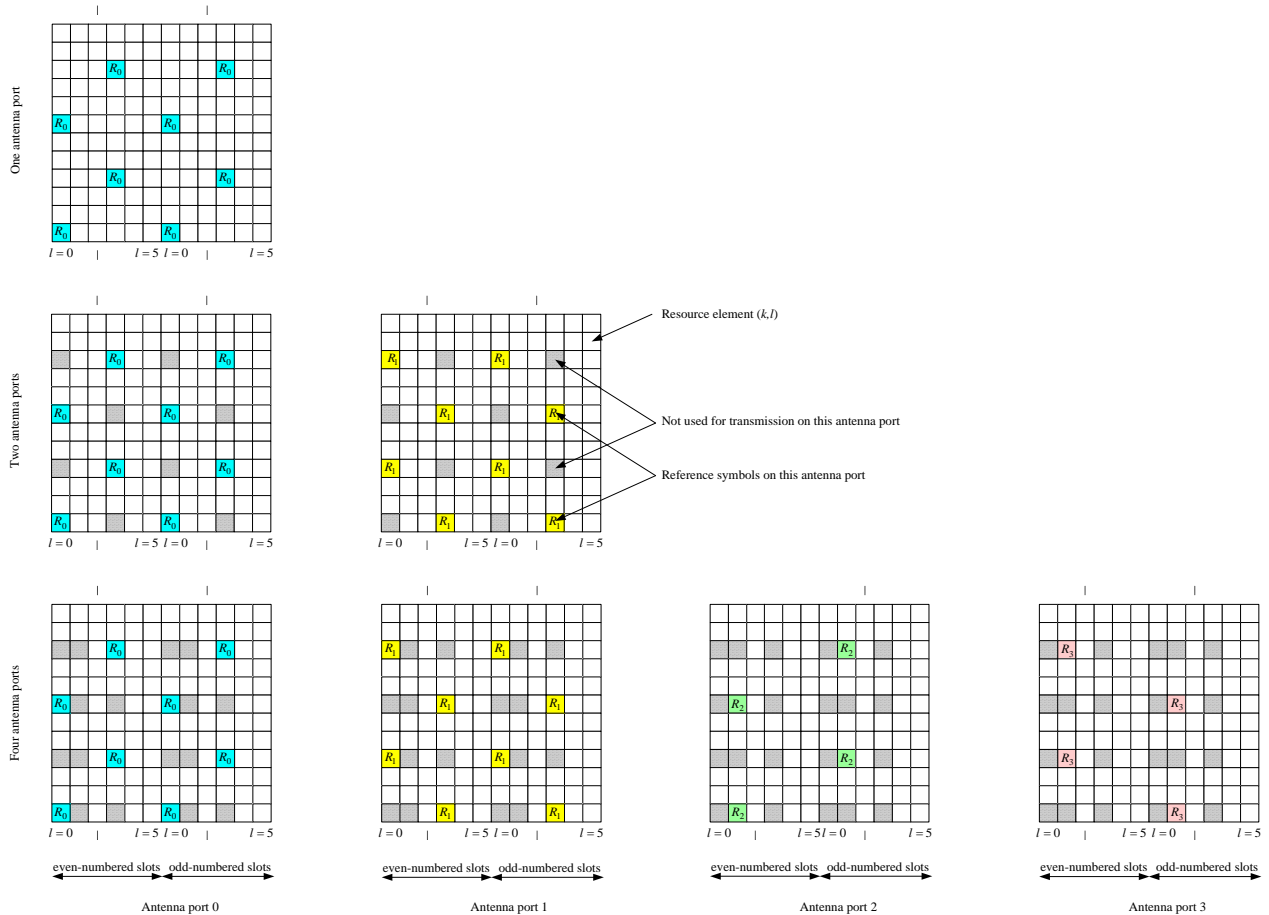 One antenna port
R0 R0
R0 R0
R0 R0
R0 R0
l = 0 l = 5 l = 0 l = 5
Two antenna ports
R0 R0 R1 R1
R0 R0 R1 R1
R0 R0 R1 R1
R0 R0 R1 R1
l = 0 l = 5 l = 0 l = 5 l = 0 l = 5 l = 0 l = 5
Resource element (k,l)
Not used for transmission on this antenna port
Reference symbols on this antenna port
Four antenna ports
R0 R0 R1 R1 R2 R3
R0 R0 R1 R1 R2 R3
R0 R0 R1 R1 R2 R3
R0 R0 R1 R1 R2 R3
l = 0 l = 5 l = 0 l = 5 l = 0 l = 5 l = 0 l = 5 l = 0 l = 5 l = 0 l = 5 l = 0 l = 5 l = 0 l = 5
even-numbered slots odd-numbered slots even-numbered slots odd-numbered slots even-numbered slots odd-numbered slots even-numbered slots odd-numbered slots
Antenna port 0 Antenna port 1 Antenna port 2 Antenna port 3